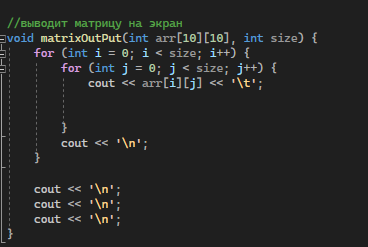 //выводит матрицу на экран
void matrixOutPut(int arr[10][10], int size) {
for (int i = 0; i < size; i++) {
for (int j = 0; j < size; j++) {
cout << arr[i][j] << '\t';
}
cout << '\n';
}
cout << '\n';
cout << '\n';
cout << '\n';
}